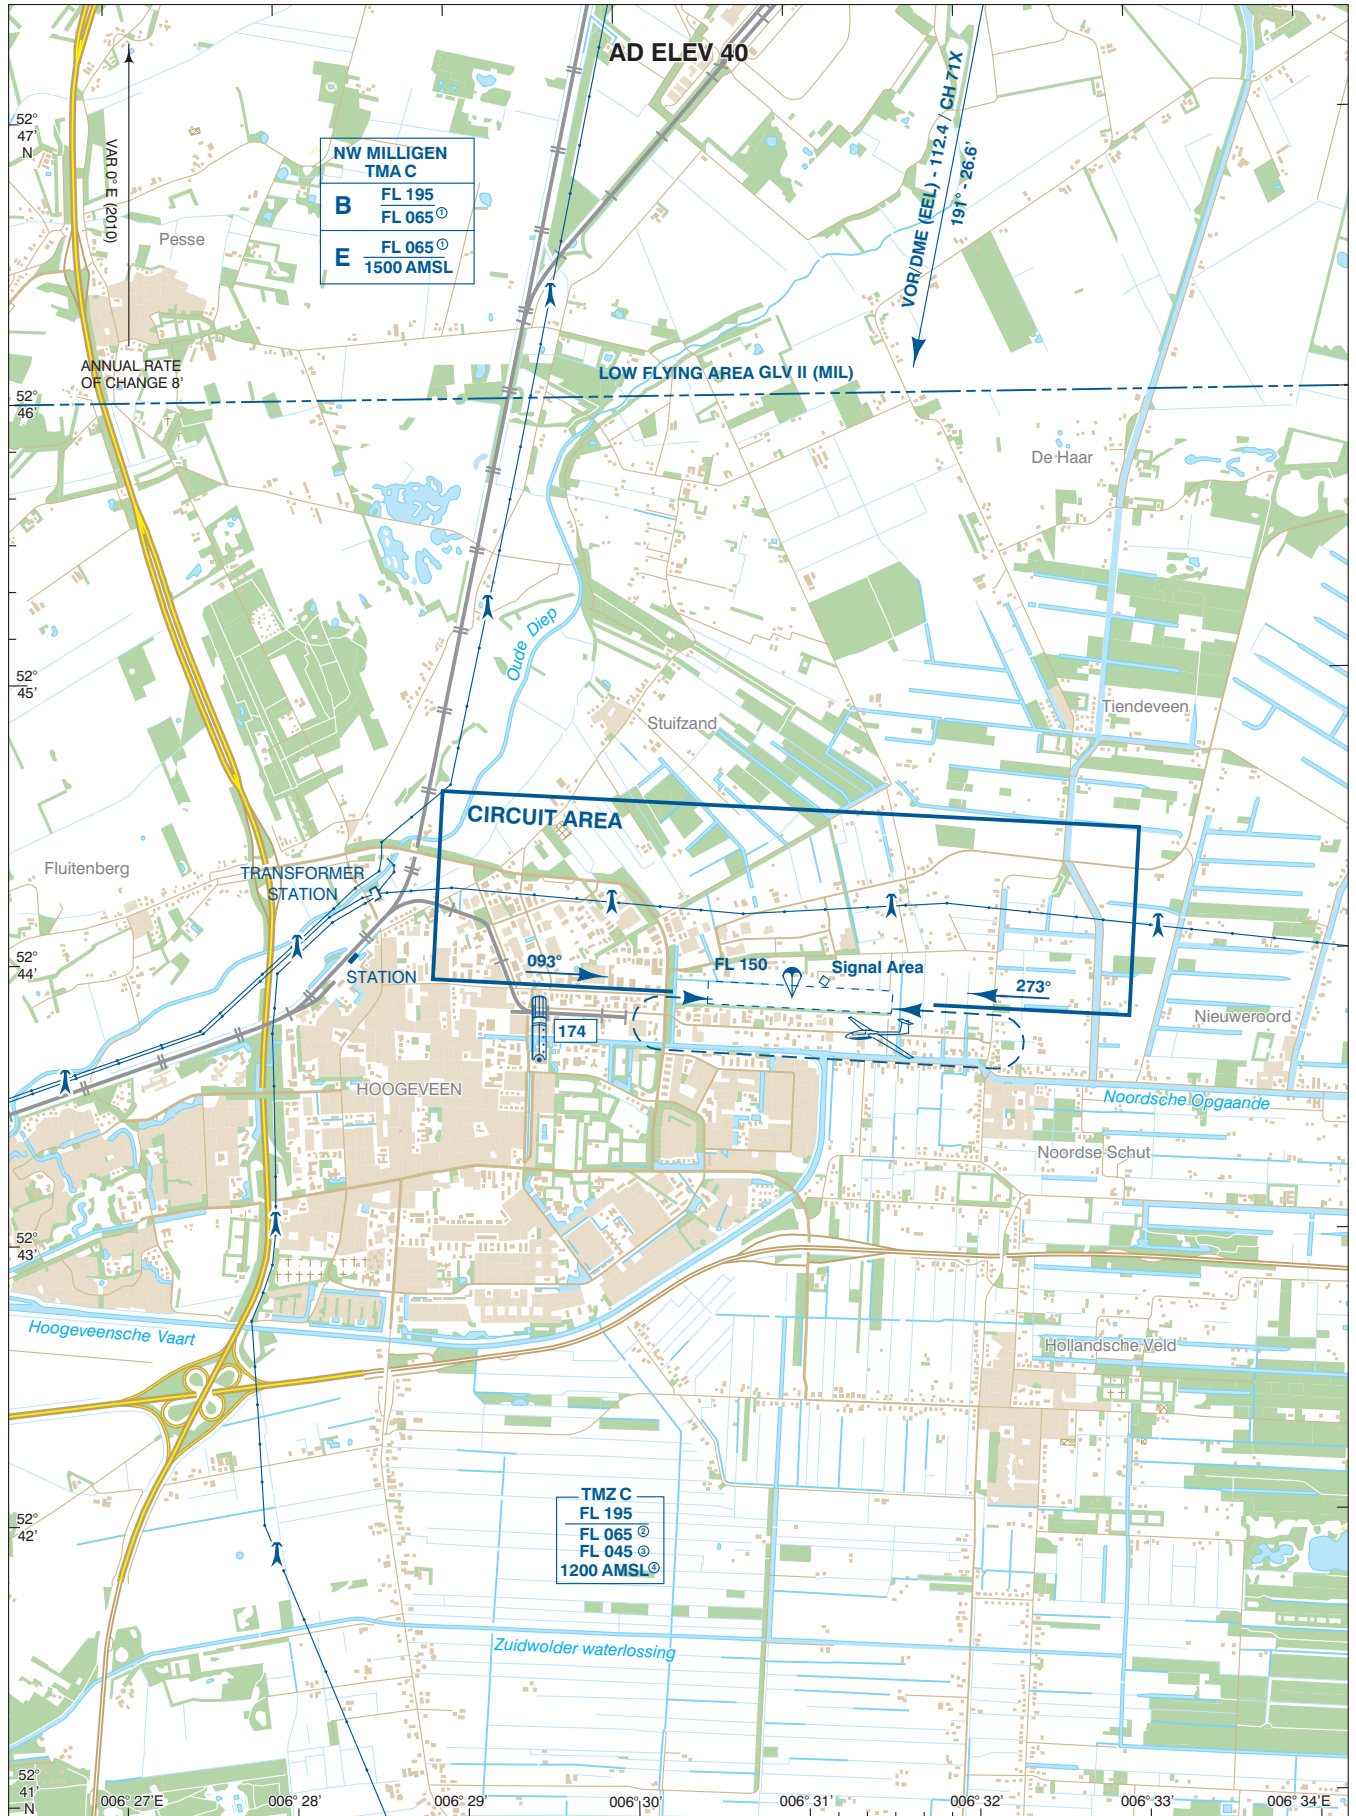 AD ELEV 40
52°
47'
N
VAR 0° E (2010)
NW MILLIGEN
TMA C
B
FL 195
FL 065 ①
E
FL 065 ①
1500 AMSL
VOR/DME (EEL) - 112.4 / CH 71X
191° - 26.6'
Pesse
ANNUAL RATE
OF CHANGE 8'
LOW FLYING AREA GLV II (MIL)
52°
46'
De Haar
Oude Diep
52°
45'
Stuifzand
Tiendeveen
CIRCUIT AREA
Fluitenberg
TRANSFORMER
STATION
52°
44'
STATION
093°
FL 150
Signal Area
273°
174
Nieuweroord
HOOGEVEEN
Noordsche Opgaande
Noordse Schut
52°
43'
Hoogeveensche Vaart
Hollandsche Veld
TMZ C
FL 195
FL 065 ②
FL 045 ③
1200 AMSL ④
52°
42'
Zuidwolder waterlossing
52°
41'
N
006° 27'E
006° 28'
006° 29'
006° 30'
006° 31'
006° 32'
006° 33'
006° 34'E